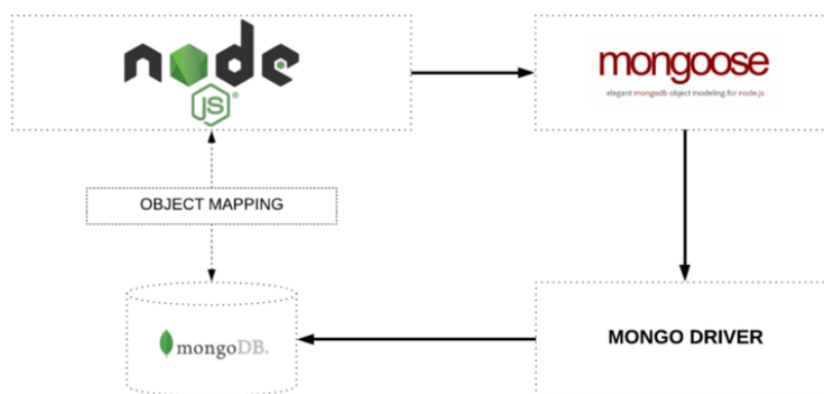 node
JS®
mongoose
elegant mongodb object modeling for node.js
OBJECT MAPPING
mongoDB.
MONGO DRIVER